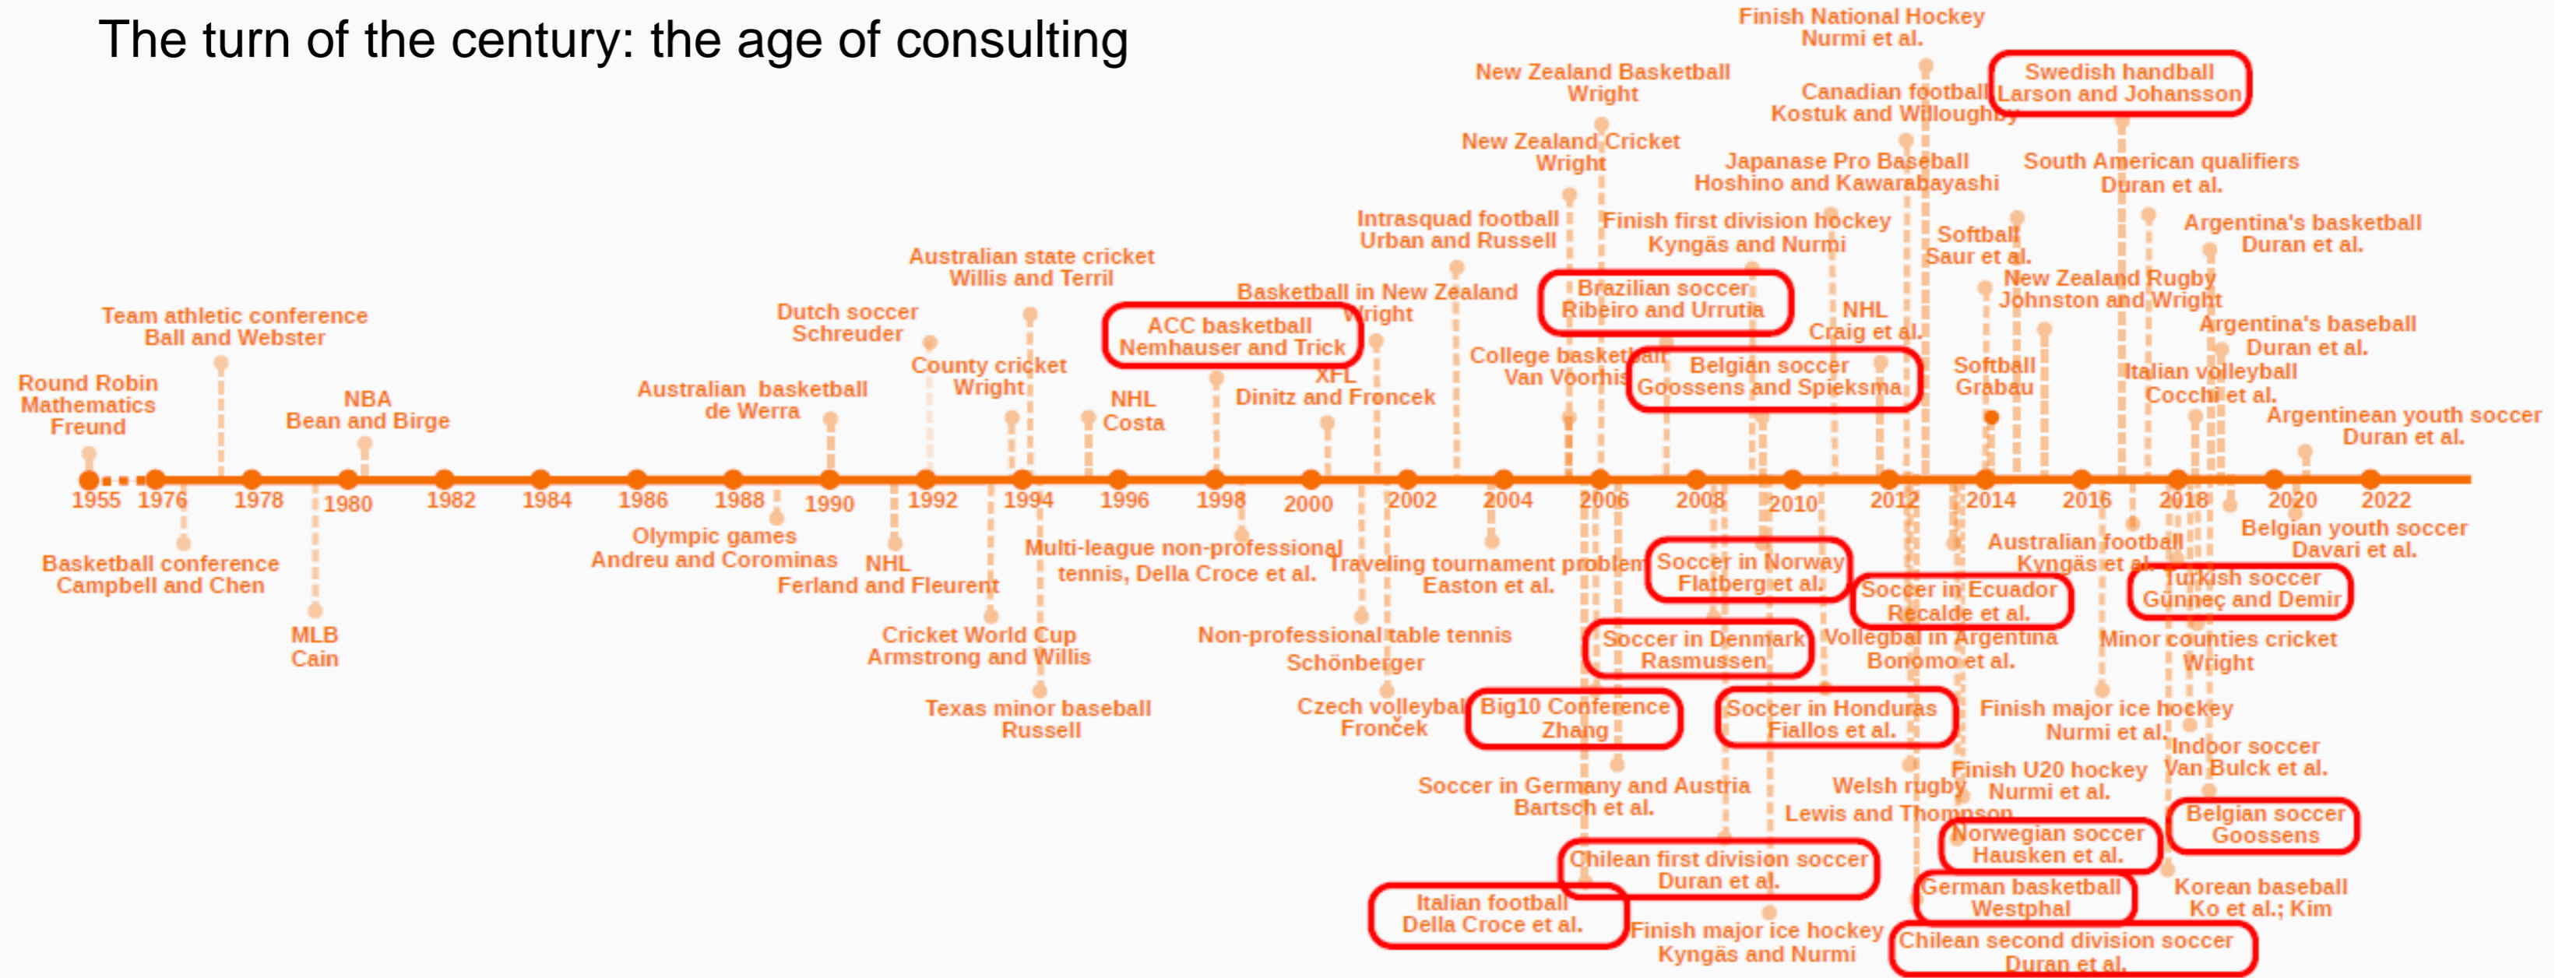 The turn of the century: the age of consulting
Finish National Hockey
Nurmi et al.
New Zealand Basketball
Wright
Swedish handball
Larson and Johansson
Canadian football
Kostuk and Willoughby
New Zealand Cricket
Wright
Japanase Pro Baseball
Hoshino and Kawarabayashi
South American qualifiers
Duran et al.
Intrasquad football
Urban and Russell
Finish first division hockey
Kyngäs and Nurmi
Softball
Saur et al.
Argentina's basketball
Duran et al.
Australian state cricket
Willis and Terril
Basketball in New Zealand
Wright
Brazilian soccer
Ribeiro and Urrutia
New Zealand Rugby
Johnston and Wright
Team athletic conference
Ball and Webster
Dutch soccer
Schreuder
ACC basketball
Nemhauser and Trick
NHL
Craig et al.
Argentina's baseball
Duran et al.
Round Robin
Mathematics
Freund
NBA
Bean and Birge
Australian basketball
de Werra
County cricket
Wright
NHL
Costa
XFL
Dinitz and Froncek
College basketball
Van Voorhis
Belgian soccer
Goossens and Spieksma
Softball
Grabau
Italian volleyball
Cocchi et al.
Argentinean youth soccer
Duran et al.
1955 1976 1978 1980 1982 1984 1986 1988 1990 1992 1994 1996 1998 2000 2002 2004 2006 2008 2010 2012 2014 2016 2018 2020 2022
Basketball conference
Campbell and Chen
MLB
Cain
Olympic games
Andreu and Corominas
NHL
Ferland and Fleurent
Cricket World Cup
Armstrong and Willis
Texas minor baseball
Russell
Multi-league non-professional
tennis, Della Croce et al.
Non-professional table tennis
Schönberger
Czech volleyball
Fronček
Traveling tournament problem
Easton et al.
Soccer in Norway
Flatberg et al.
Soccer in Ecuador
Recalde et al.
Australian football
Kyngäs et al.
Belgian youth soccer
Davari et al.
Turkish soccer
Günneç and Demir
Soccer in Denmark
Rasmussen
Vollegbal in Argentina
Bonomo et al.
Minor counties cricket
Wright
Big10 Conference
Zhang
Soccer in Honduras
Fiallos et al.
Finish major ice hockey
Nurmi et al.
Indoor soccer
Van Bulck et al.
Soccer in Germany and Austria
Bartsch et al.
Welsh rugby
Lewis and Thompson
Finish U20 hockey
Nurmi et al.
Belgian soccer
Goossens
Norwegian soccer
Hausken et al.
Chilean first division soccer
Duran et al.
German basketball
Westphal
Korean baseball
Ko et al.; Kim
Italian football
Della Croce et al.
Finish major ice hockey
Kyngäs and Nurmi
Chilean second division soccer
Duran et al.